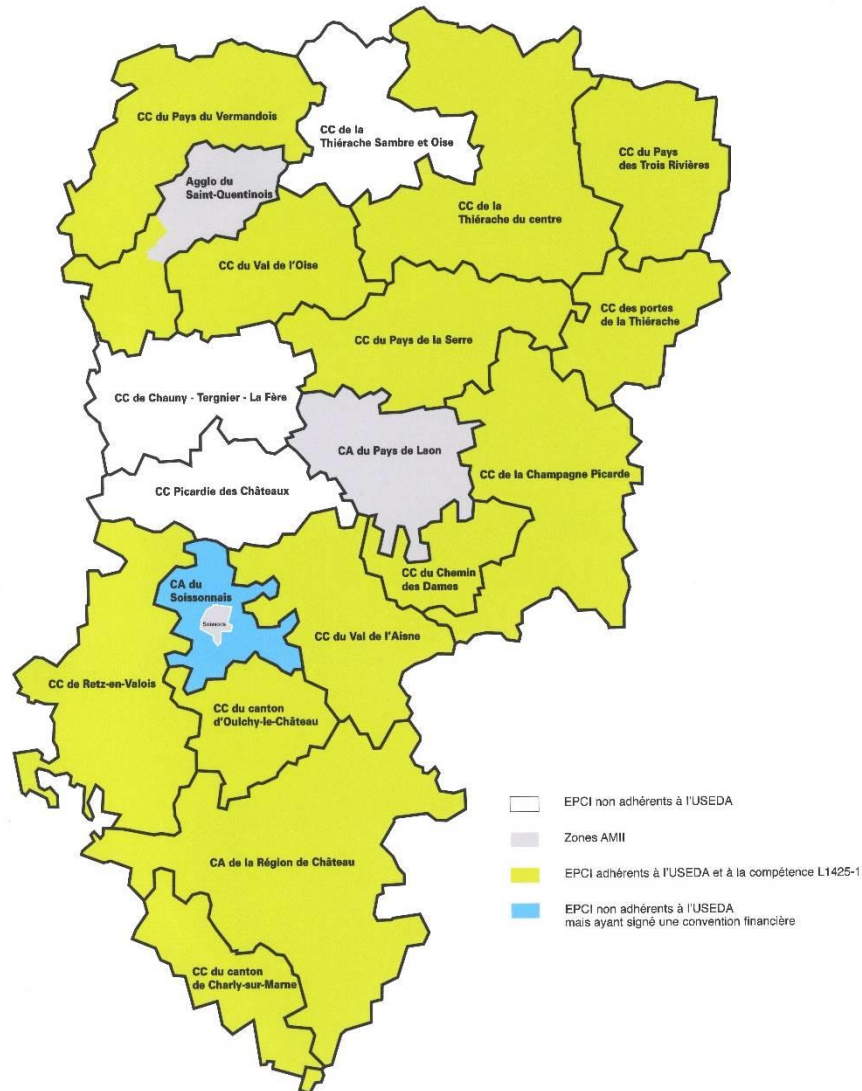 CC du Pays du Vermandois
CC de la
Thiérache Sambre et Oise
CC du Pays
des Trois Rivières
Agglo du
Saint-Quentinois
CC de la
Thiérache du centre
CC du Val de l'Oise
CC des portes
de la Thiérache
CC du Pays de la Serre
CC de Chauny - Tergnier - La Fère
CA du Pays de Laon
CC de la Champagne Picarde
CC Picardie des Châteaux
CC du Chemin
des Dames
CA du
Soissonnais
Soissons
CC du Val de l'Aisne
CC de Retz-en-Valois
CC du canton
d'Oulchy-le-Château
CA de la Région de Château
CC du canton
de Charly-sur-Marne
EPCI non adhérents à l'USEDA
Zones AMII
EPCI adhérents à l'USEDA et à la compétence L1425-1
EPCI non adhérents à l'USEDA
mais ayant signé une convention financière